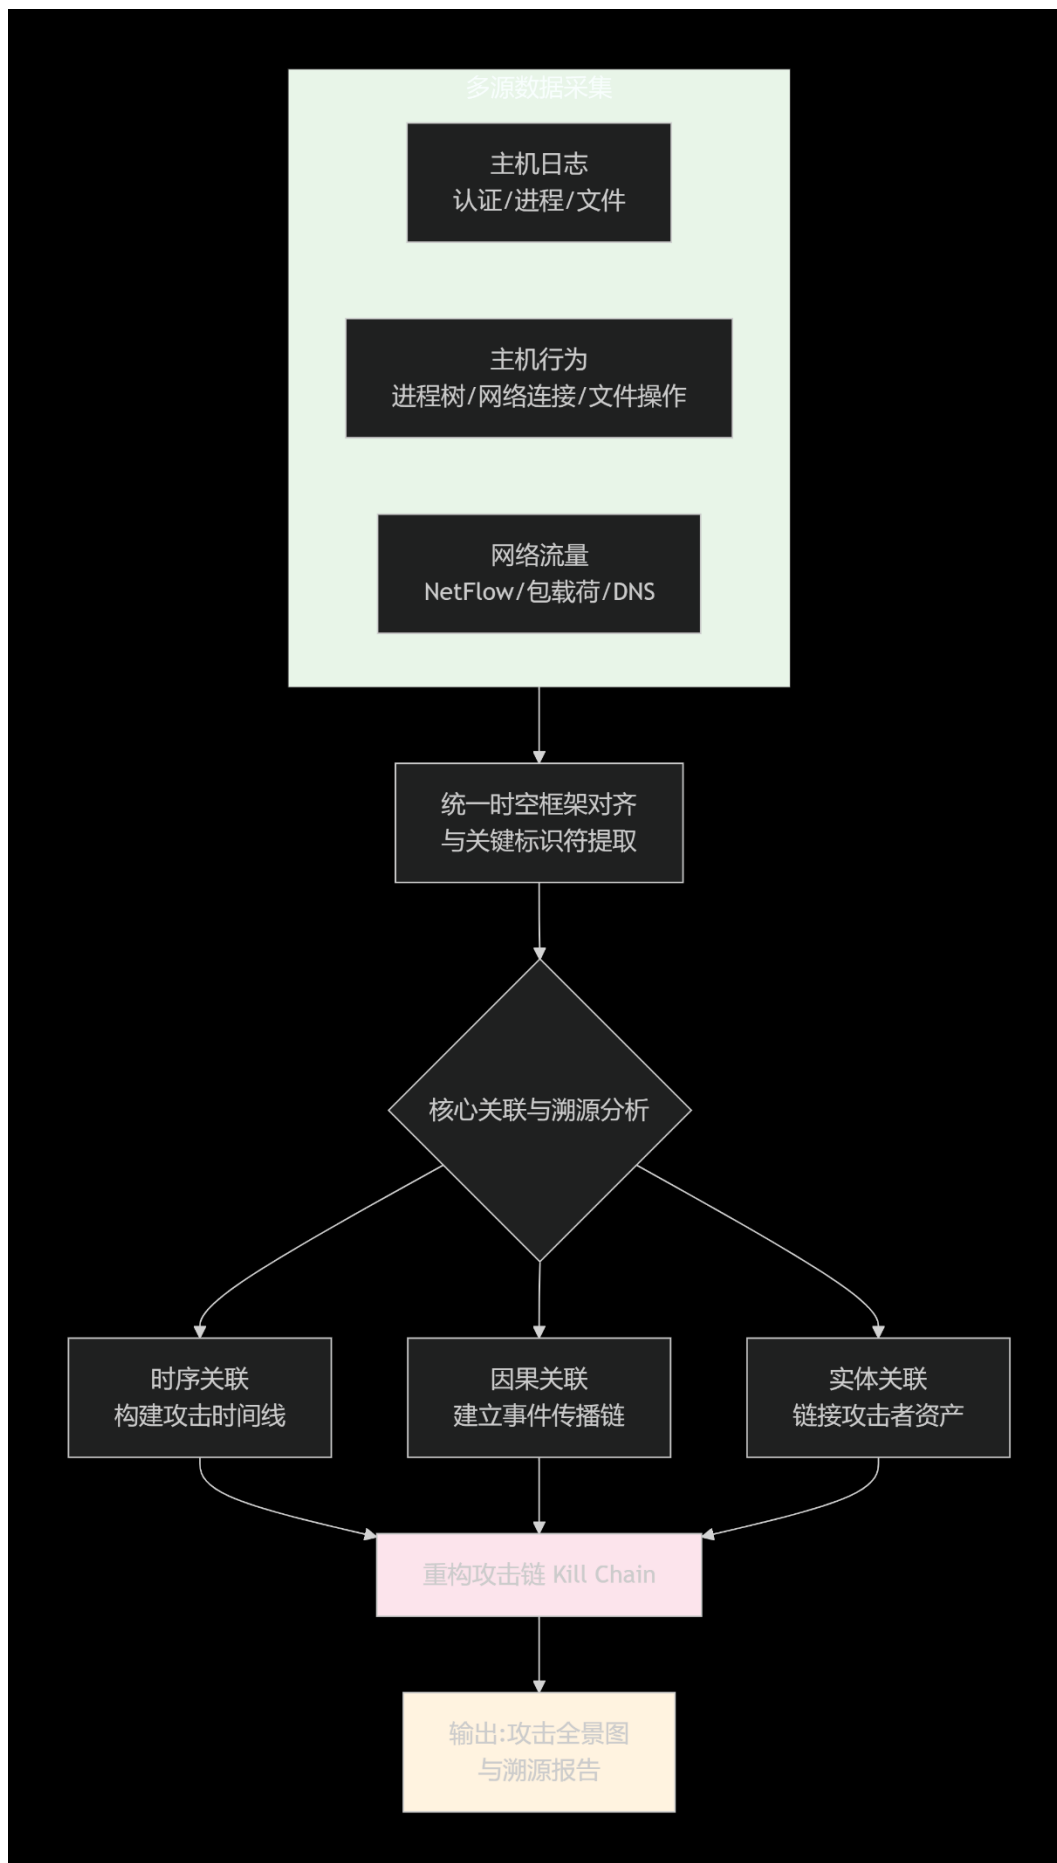 多源数据采集
主机日志
认证/进程/文件
主机行为
进程树/网络连接/文件操作
网络流量
NetFlow/包载荷/DNS
统一时空框架对齐
与关键标识符提取
核心关联与溯源分析
时序关联
构建攻击时间线
因果关联
建立事件传播链
实体关联
链接攻击者资产
重构攻击链 Kill Chain
输出:攻击全景图
与溯源报告